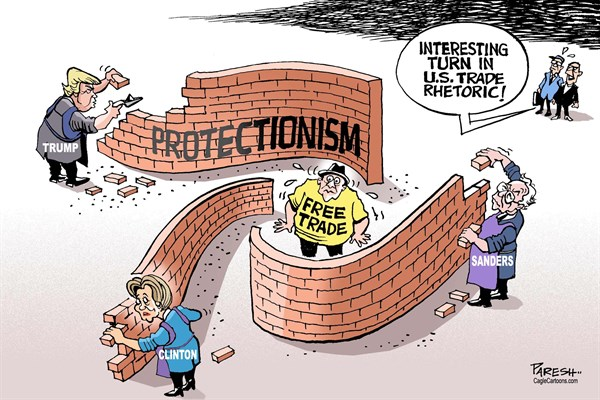 INTERESTING
TURN IN
U.S. TRADE
RHETORIC!
PROTECTIONISM
TRUMP
FREE
TRADE
SANDERS
CLINTON
PARESH..
CagleCartoons.com